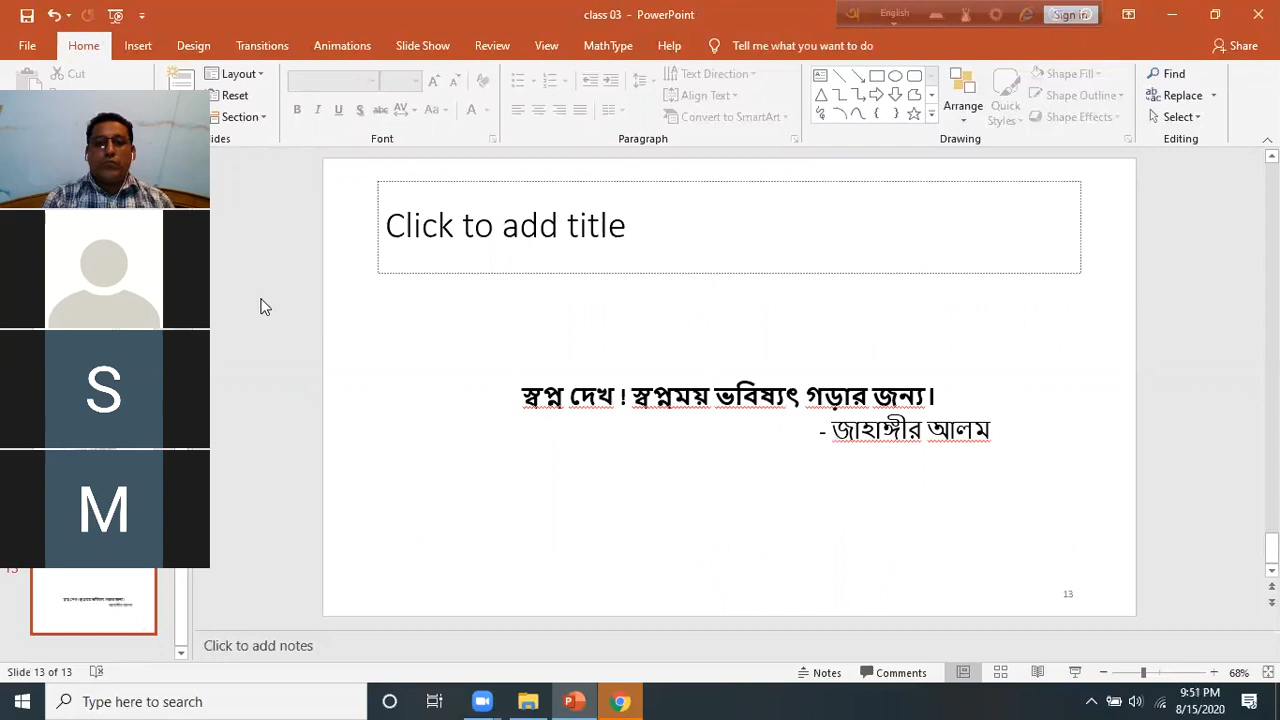 class 03 - PowerPoint
English
Sign in
File Home Insert Design Transitions Animations Slide Show Review View MathType Help Tell me what you want to do Share
Cut Layout Text Direction Shape Fill Find
Reset Align Text Arrange Quick Styles Shape Outline Replace
Section Convert to SmartArt Shape Effects Select
Font Paragraph Drawing Editing
Click to add title
স্বপ্ন দেখ ! স্বপ্নময় ভবিষ্যৎ গড়ার জন্য।
- জাহাঙ্গীর আলম
13
S
M
13
Click to add notes
Slide 13 of 13 Notes Comments 68%
Type here to search
9:51 PM
8/15/2020